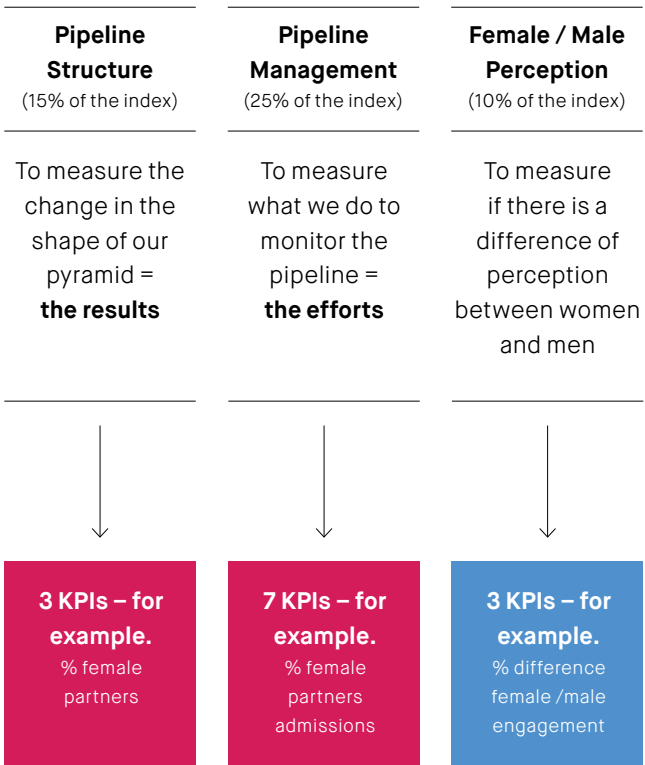 Pipeline
Structure
(15% of the index)
To measure the
change in the
shape of our
pyramid =
the results
3 KPIs – for
example.
% female
partners
Pipeline
Management
(25% of the index)
To measure
what we do to
monitor the
pipeline =
the efforts
7 KPIs – for
example.
% female
partners
admissions
Female / Male
Perception
(10% of the index)
To measure
if there is a
difference of
perception
between women
and men
3 KPIs – for
example.
% difference
female /male
engagement